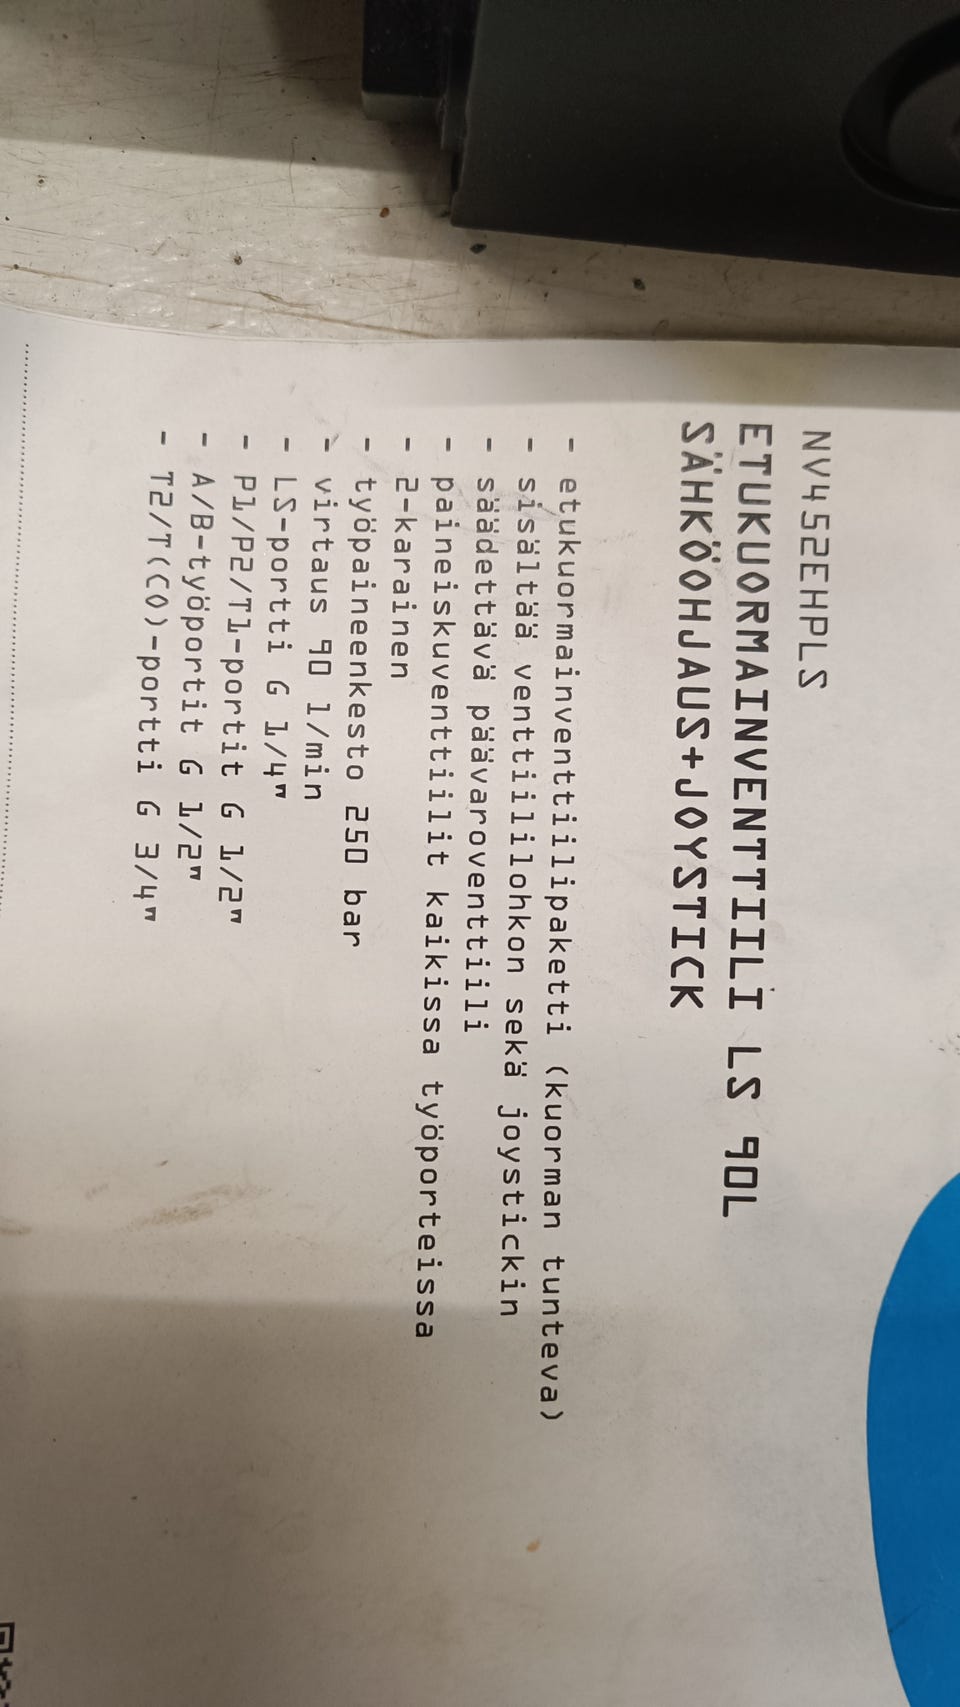 NV452EHPLS
ETUKUORMAINVENTTIILI LS 90L
SÄHKÖOHJAUS+JOYSTICK
- etukuormainventtiilipaketti (kuorman tunteva)
- sisältää venttiililohkon sekä joystickin
- säädettävä päävaroventtiili
- paineiskuventtiilit kaikissa työporteissa
- 2-karainen
- työpaineenkesto 250 bar
- virtaus 90 l/min
- LS-portti G 1/4"
- P1/P2/T1-portit G 1/2"
- A/B-työportit G 1/2"
- T2/T(CO)-portti G 3/4"